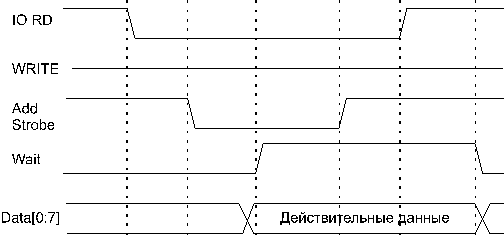 IO RD
WRITE
Add
Strobe
Wait
Data[0:7]
Действительные данные